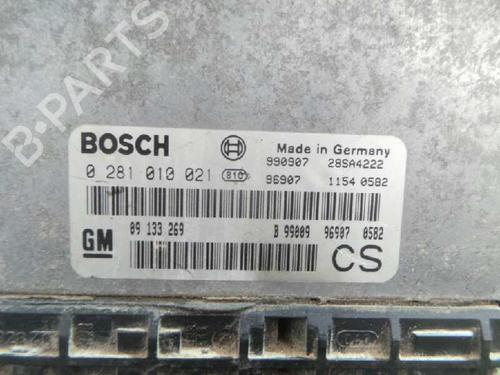 B-PARTS
BOSCH Made in Germany
990907 28SA4222
0 281 010 021 810 96907 1154 0582
GM 09 133 269 B 99009 96907 0582
CS